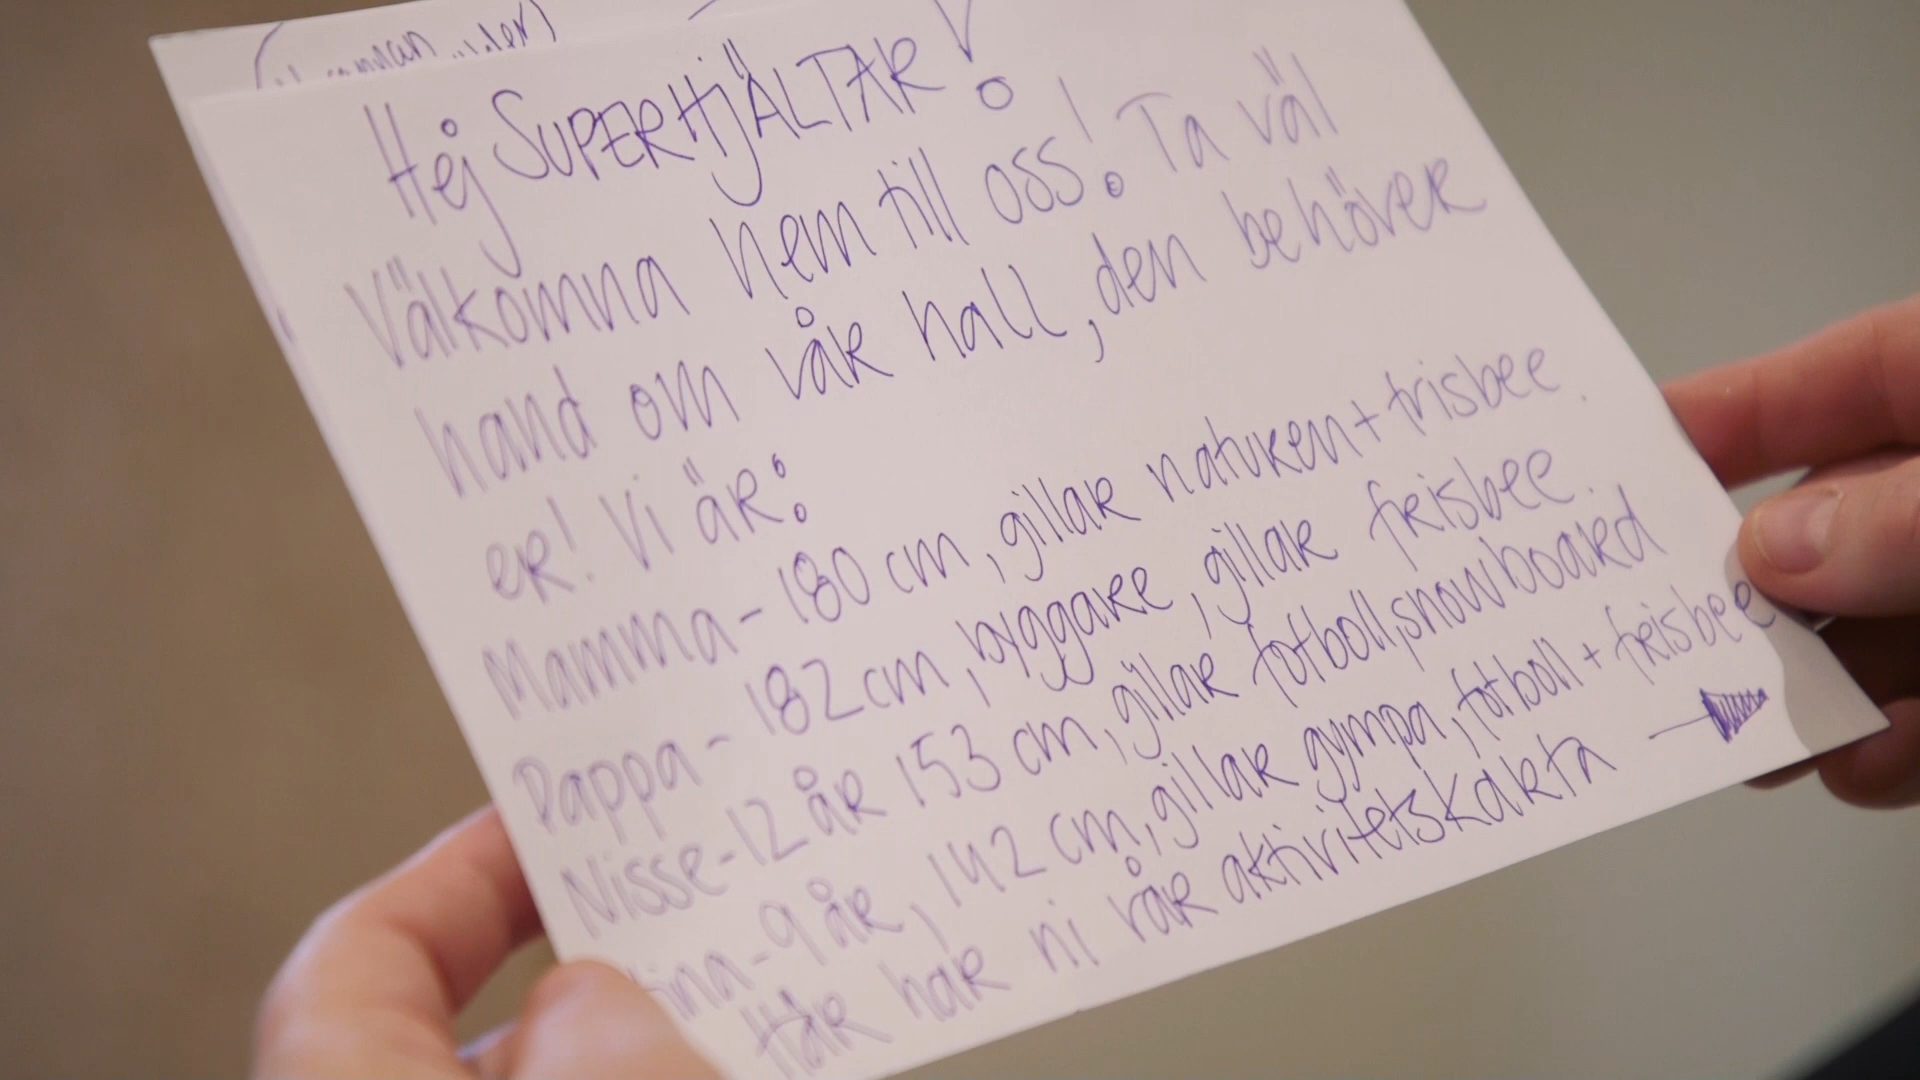 Hej SUPERHJÄLTAR!
Välkomna hem till oss! Ta väl
hand om vår hall, den behöver
er! Vi är:
Mamma - 180 cm, gillar naturen + frisbee.
Pappa - 182 cm, byggare, gillar frisbee.
Nisse - 12 år 153 cm, gillar fotboll, snowboard
9 år, 142 cm, gillar gympa, fotboll + frisbee
Här har ni vår aktivitetskarta